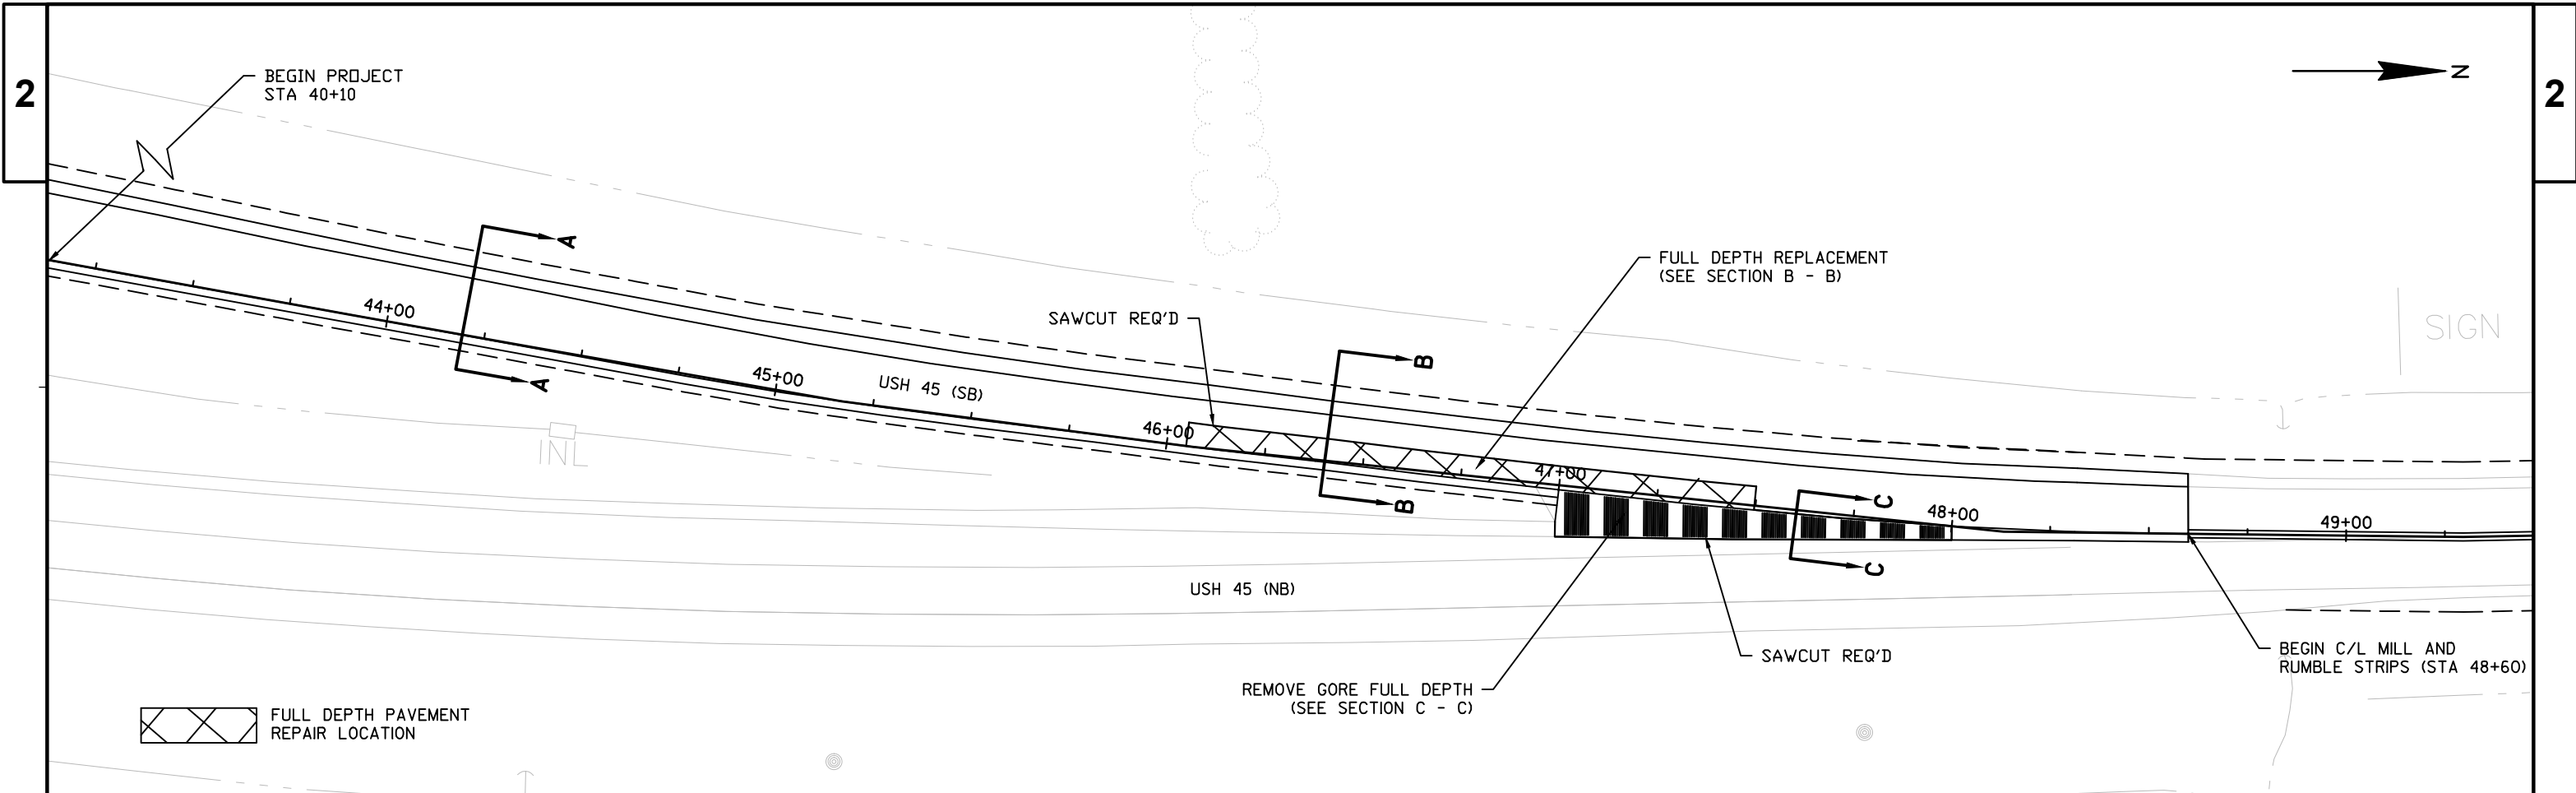 2
2
BEGIN PROJECT
STA 40+10
N
A
A
44+00
45+00
USH 45 (SB)
SAWCUT REQ'D
46+00
B
B
FULL DEPTH REPLACEMENT
(SEE SECTION B - B)
47+00
SIGN
INL
C
C
48+00
49+00
USH 45 (NB)
SAWCUT REQ'D
BEGIN C/L MILL AND
RUMBLE STRIPS (STA 48+60)
REMOVE GORE FULL DEPTH
(SEE SECTION C - C)
FULL DEPTH PAVEMENT
REPAIR LOCATION